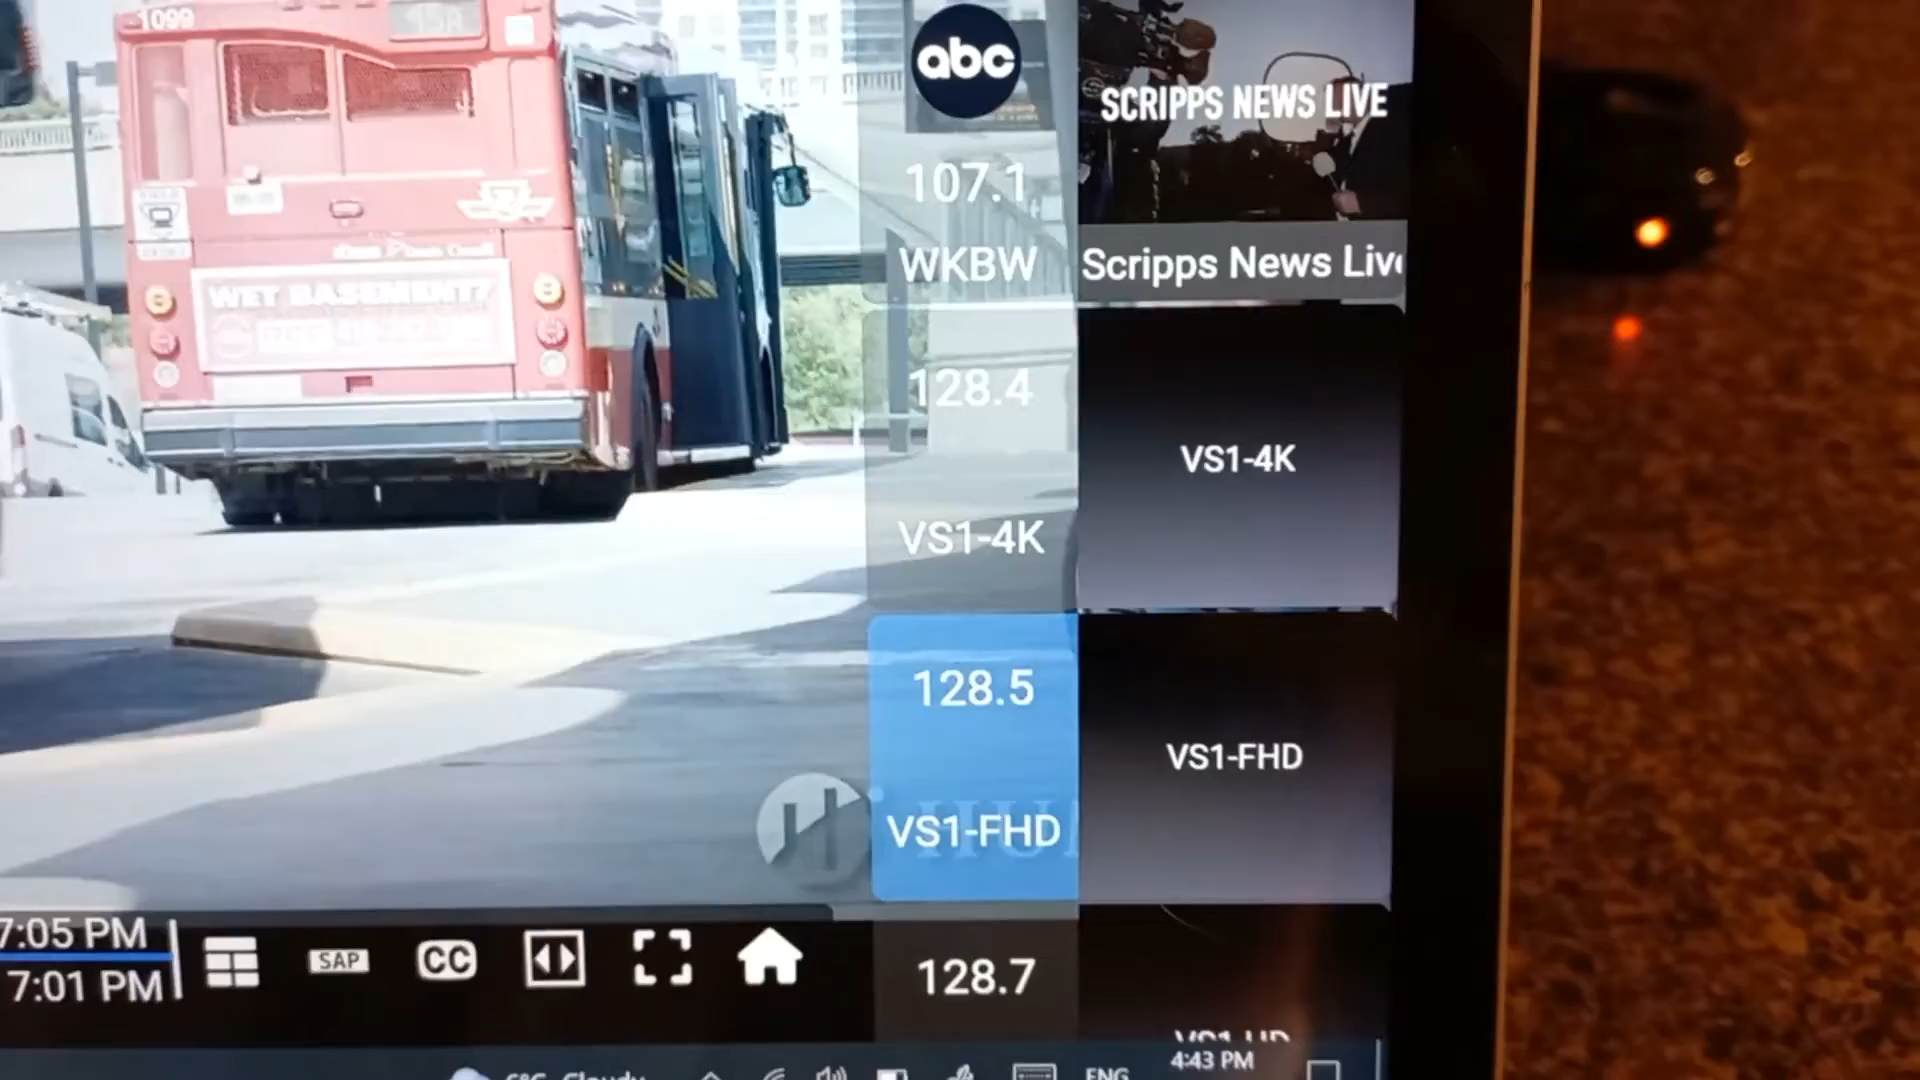 1099
WET BASEMENT?
abc
107.1
WKBW
SCRIPPS NEWS LIVE
Scripps News Live
128.4
VS1-4K
VS1-4K
128.5
VS1-FHD
VS1-FHD
128.7
7:05 PM
7:01 PM
SAP
CC
4:43 PM
6°C Cloudy
ENG